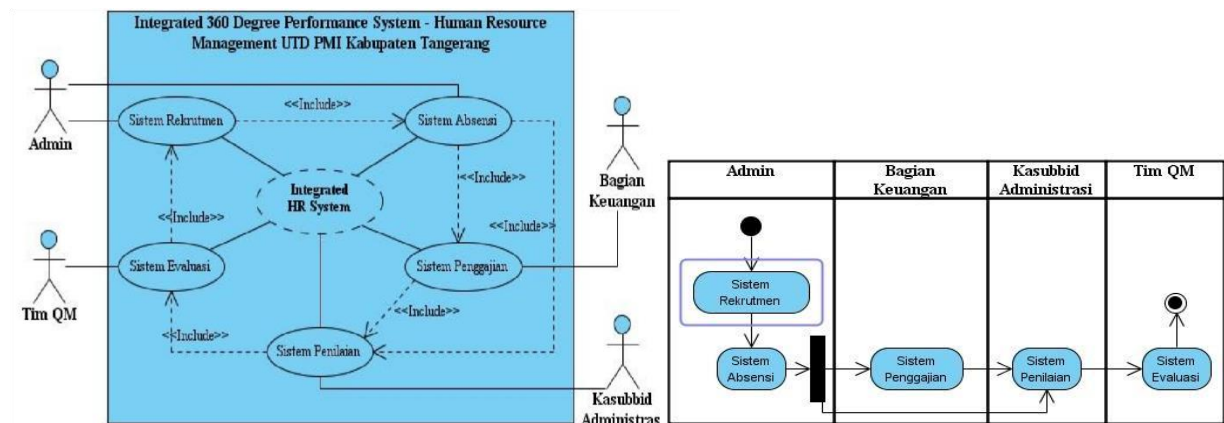 Integrated 360 Degree Performance System - Human Resource
Management UTD PMI Kabupaten Tangerang
Admin
Sistem Rekrutmen
<<Include>>
Sistem Absensi
<<Include>>
Bagian
Keuangan
Integrated
HR System
<<Include>>
<<Include>>
Tim QM
Sistem Evaluasi
Sistem Penggajian
<<Include>>
<<Include>>
Sistem Penilaian
Kasubbid
Administras
Admin
Bagian
Keuangan
Kasubbid
Administrasi
Tim QM
Sistem
Rekrutmen
Sistem
Absensi
Sistem
Penggajian
Sistem
Penilaian
Sistem
Evaluasi